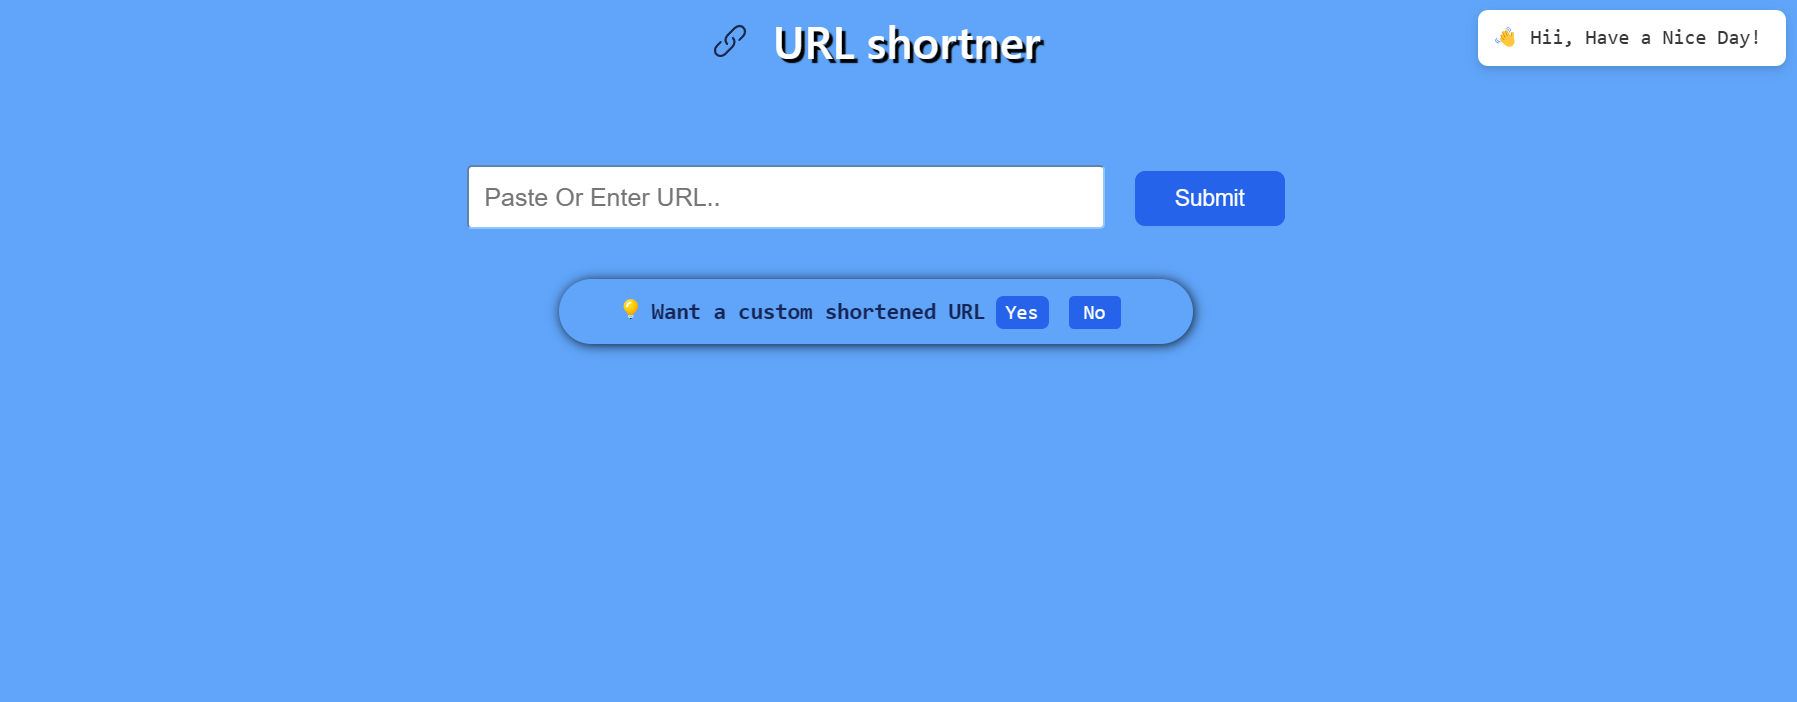 🔗 URL shortner
👋 Hii, Have a Nice Day!
Paste Or Enter URL..
Submit
💡 Want a custom shortened URL Yes No